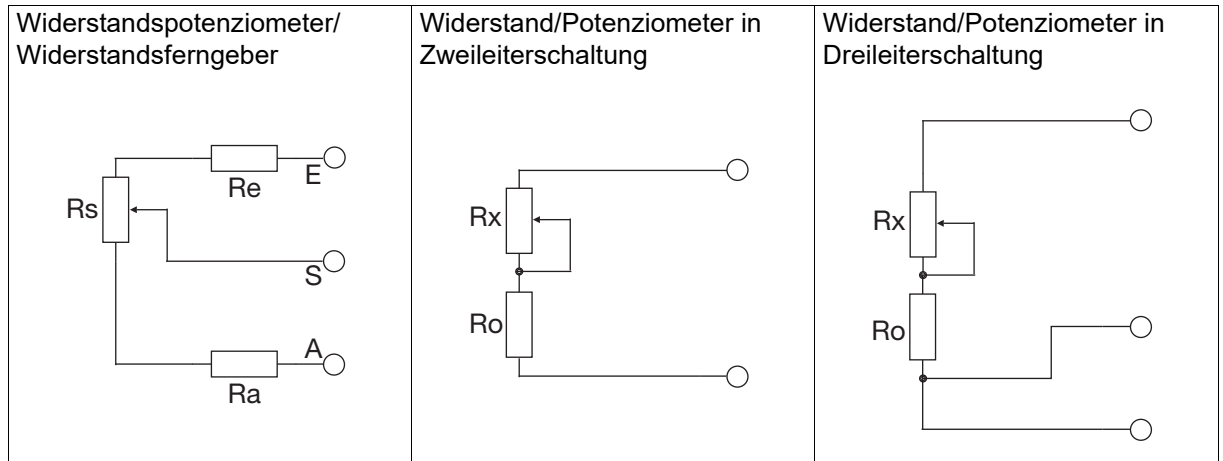 Widerstandspotenziometer/
Widerstandsferngeber
Rs
Re
E
S
A
Ra
Widerstand/Potenziometer in
Zweileiterschaltung
Rx
Ro
Widerstand/Potenziometer in
Dreileiterschaltung
Rx
Ro